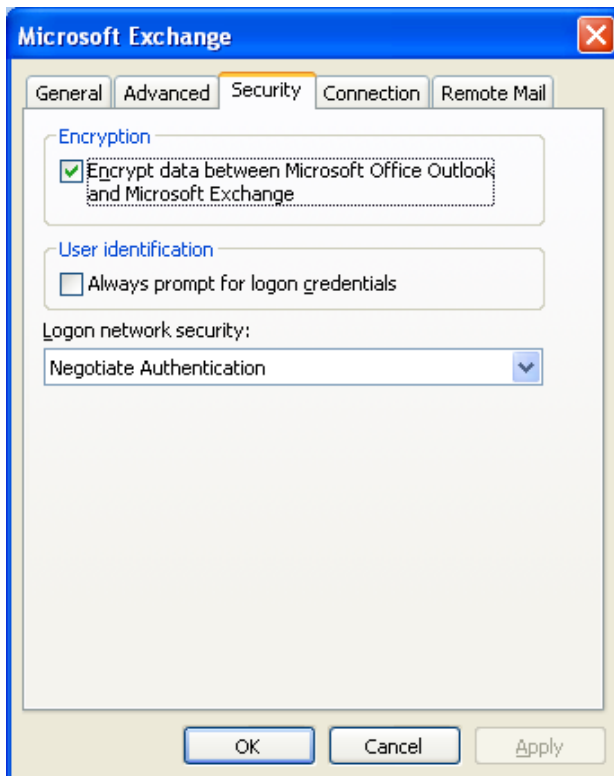 Microsoft Exchange
General Advanced Security Connection Remote Mail
Encryption
Encrypt data between Microsoft Office Outlook
and Microsoft Exchange
User identification
Always prompt for logon credentials
Logon network security:
Negotiate Authentication
OK Cancel Apply